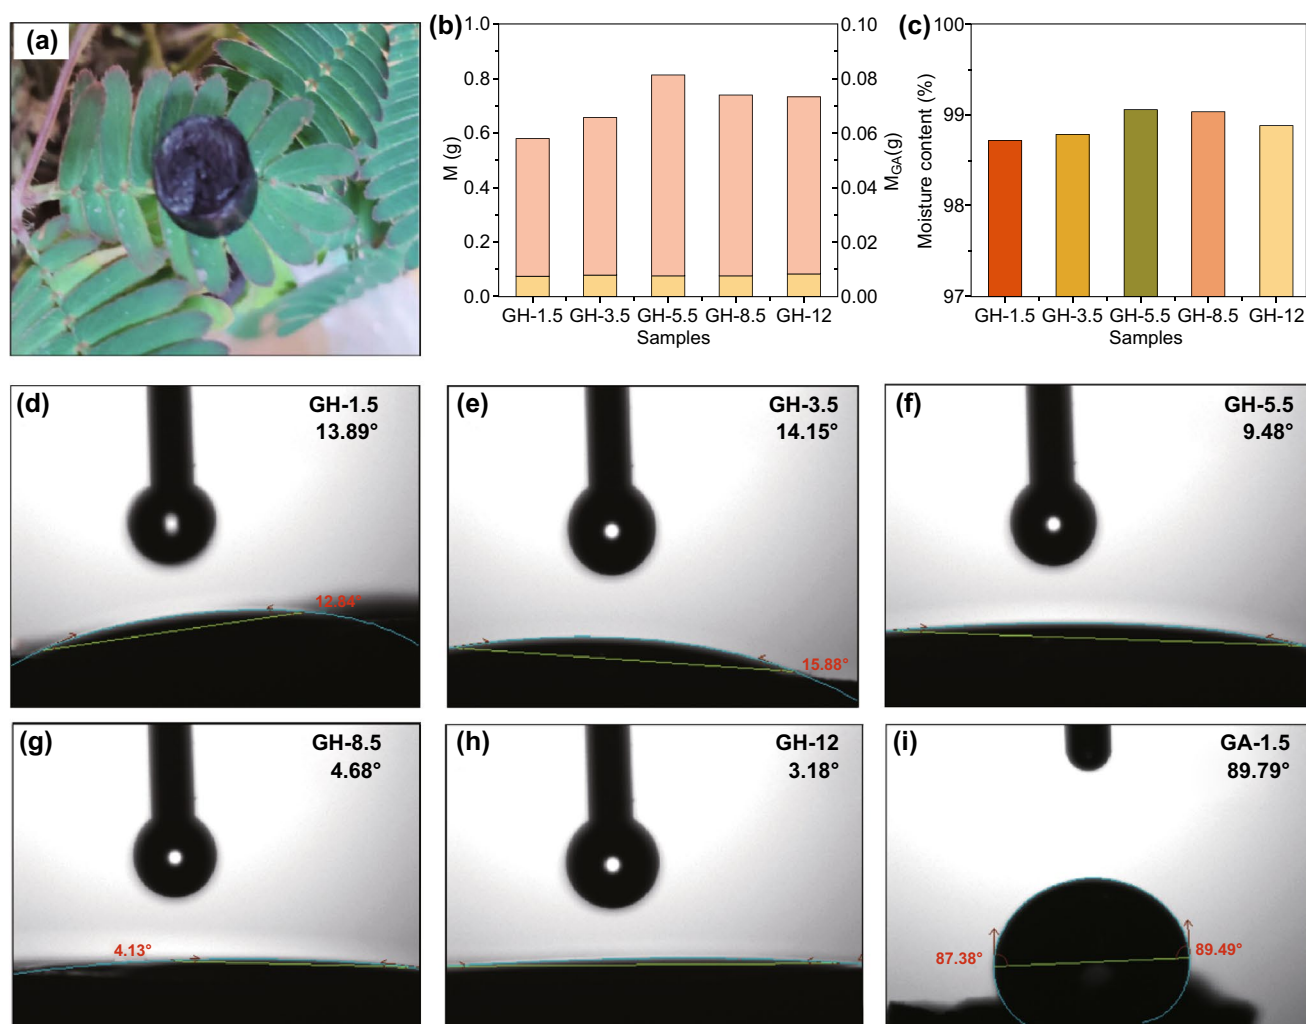 (a)
(b)
1.0
0.8
0.6
0.4
0.2
0.0
M (g)
0.10
0.08
0.06
0.04
0.02
0.00
M_GA(g)
GH-1.5 GH-3.5 GH-5.5 GH-8.5 GH-12
Samples
(c)
100
99
98
97
Moisture content (%)
GH-1.5 GH-3.5 GH-5.5 GH-8.5 GH-12
Samples
(d)
GH-1.5
13.89°
12.84°
(e)
GH-3.5
14.15°
15.88°
(f)
GH-5.5
9.48°
(g)
GH-8.5
4.68°
4.13°
(h)
GH-12
3.18°
(i)
GA-1.5
89.79°
87.38°
89.49°